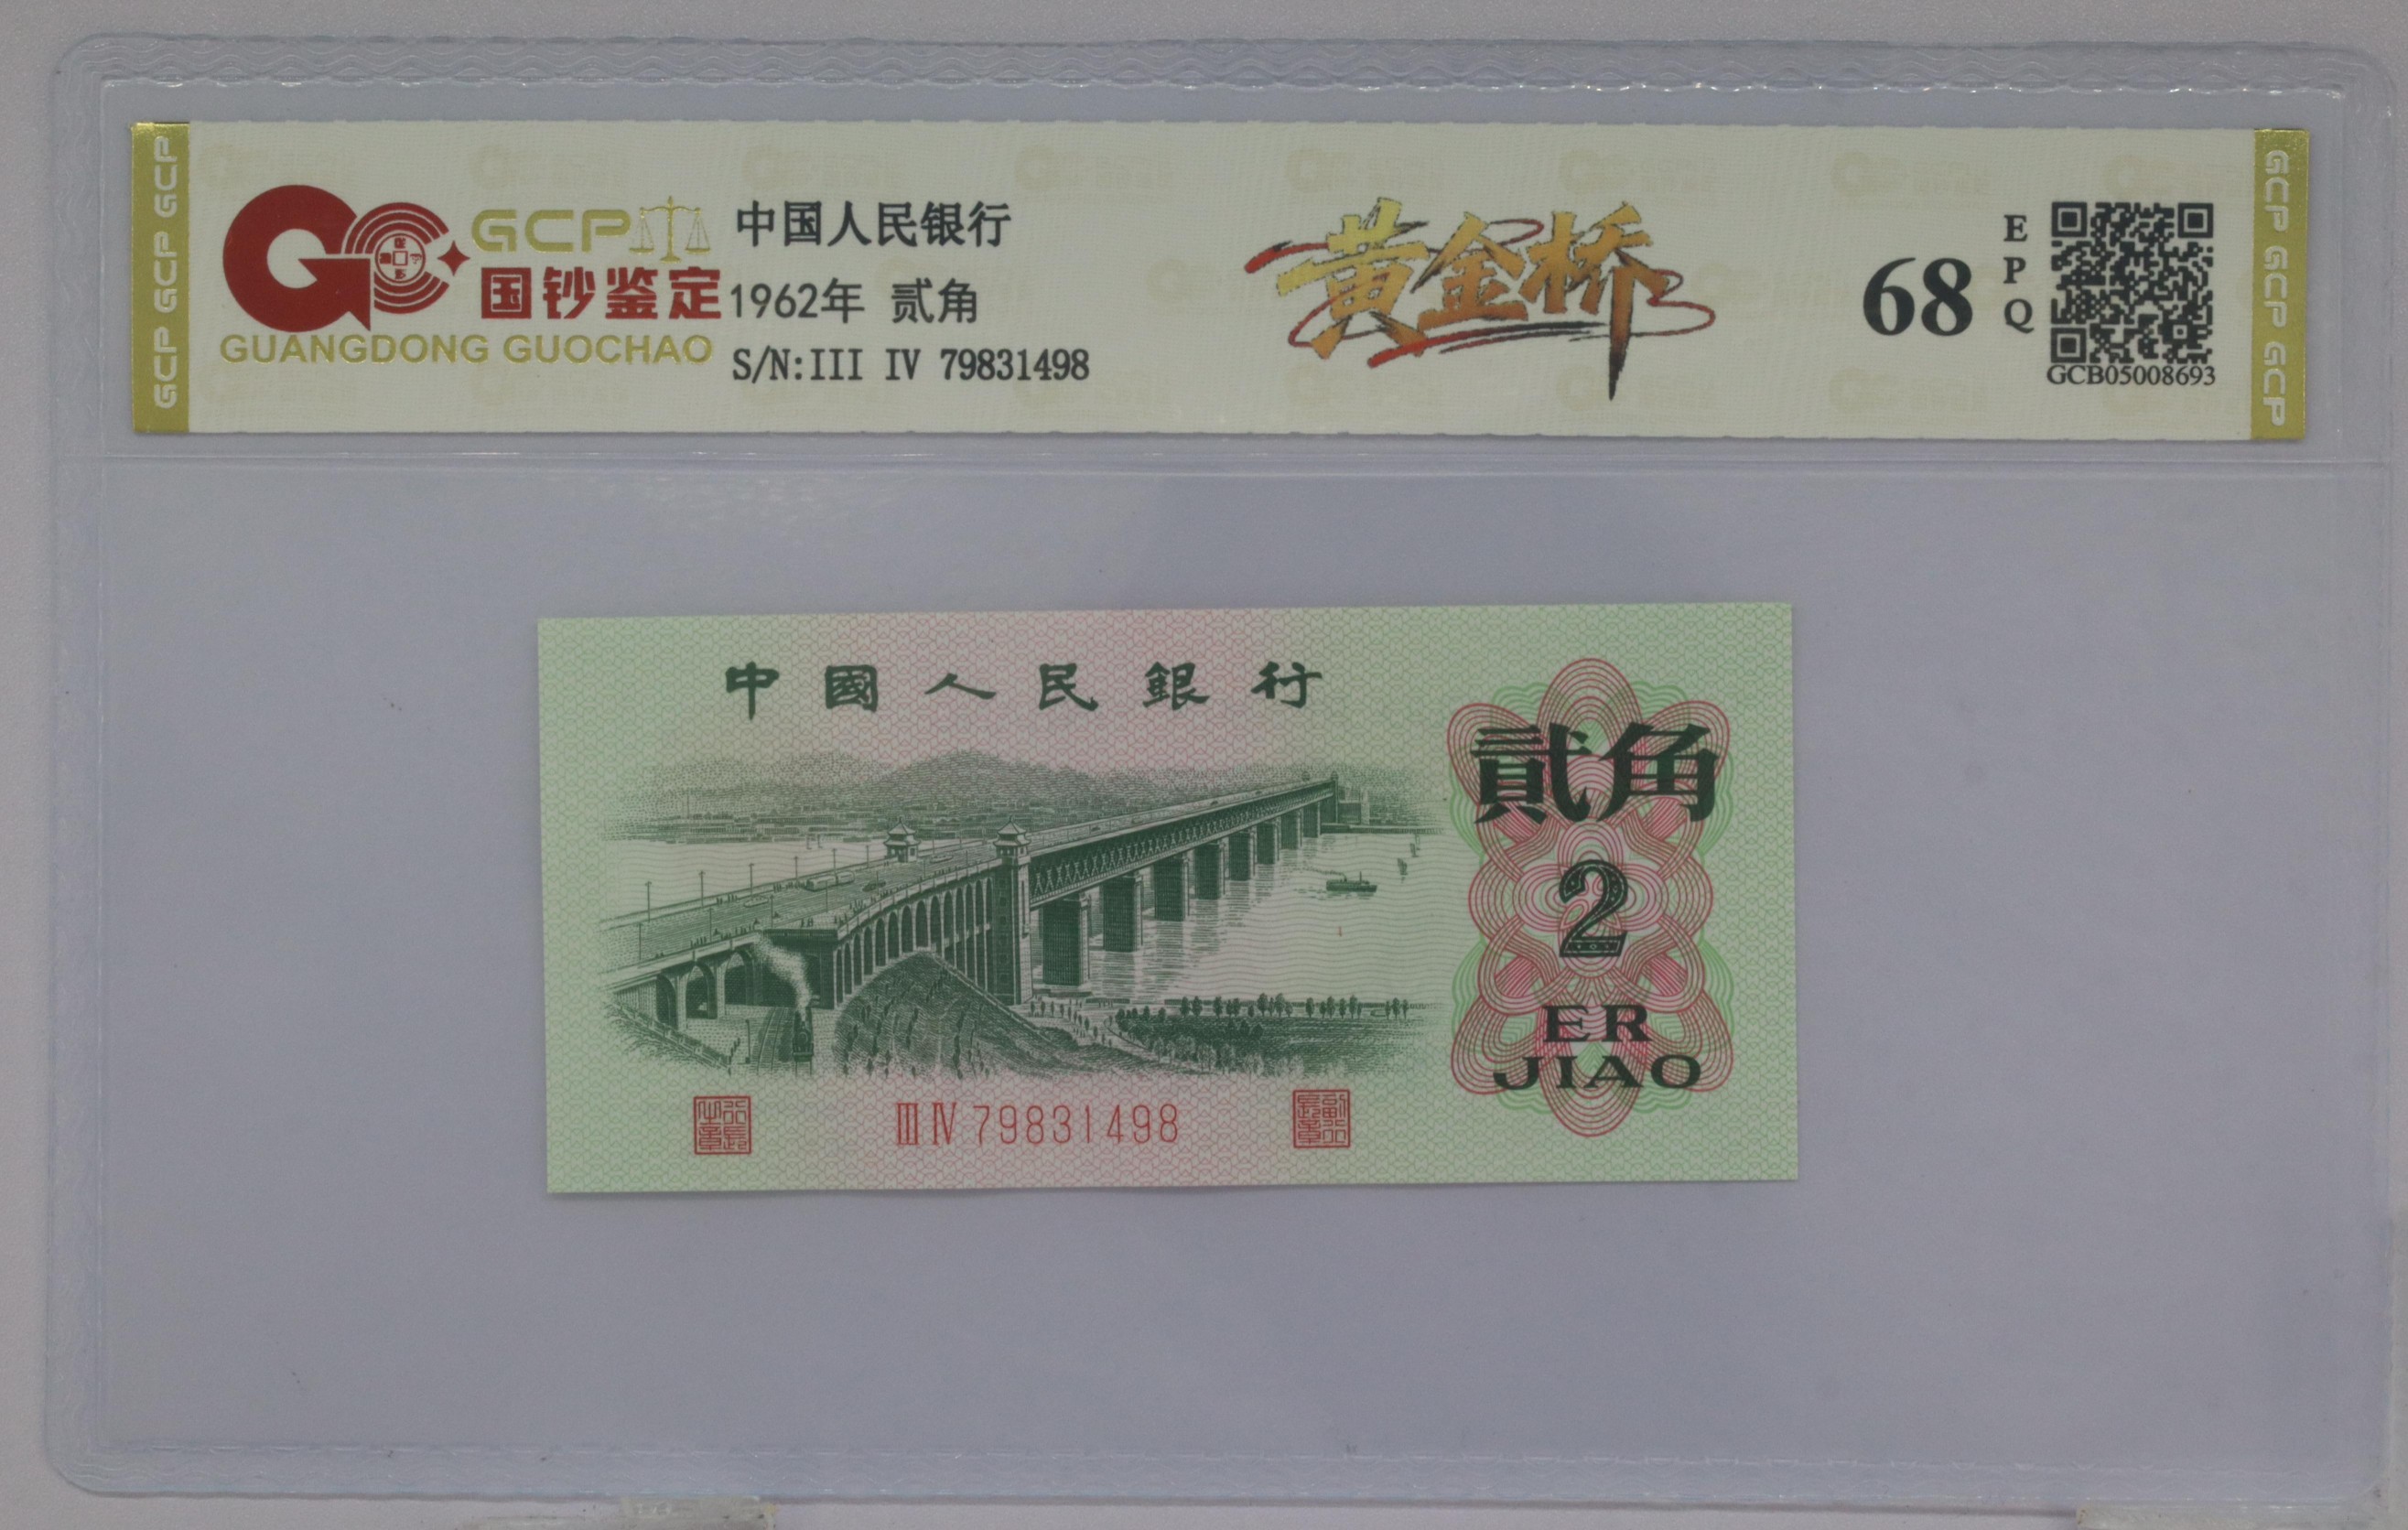 GCP GCP GCP
GCP
国钞鉴定
GUANGDONG GUOCHAO
中国人民银行
1962年 贰角
S/N:III IV 79831498
黄金桥
68
EPQ
GCB05008693
GCP GCP GCP
中國人民銀行
貳角
2
ER
JIAO
III IV 79831498